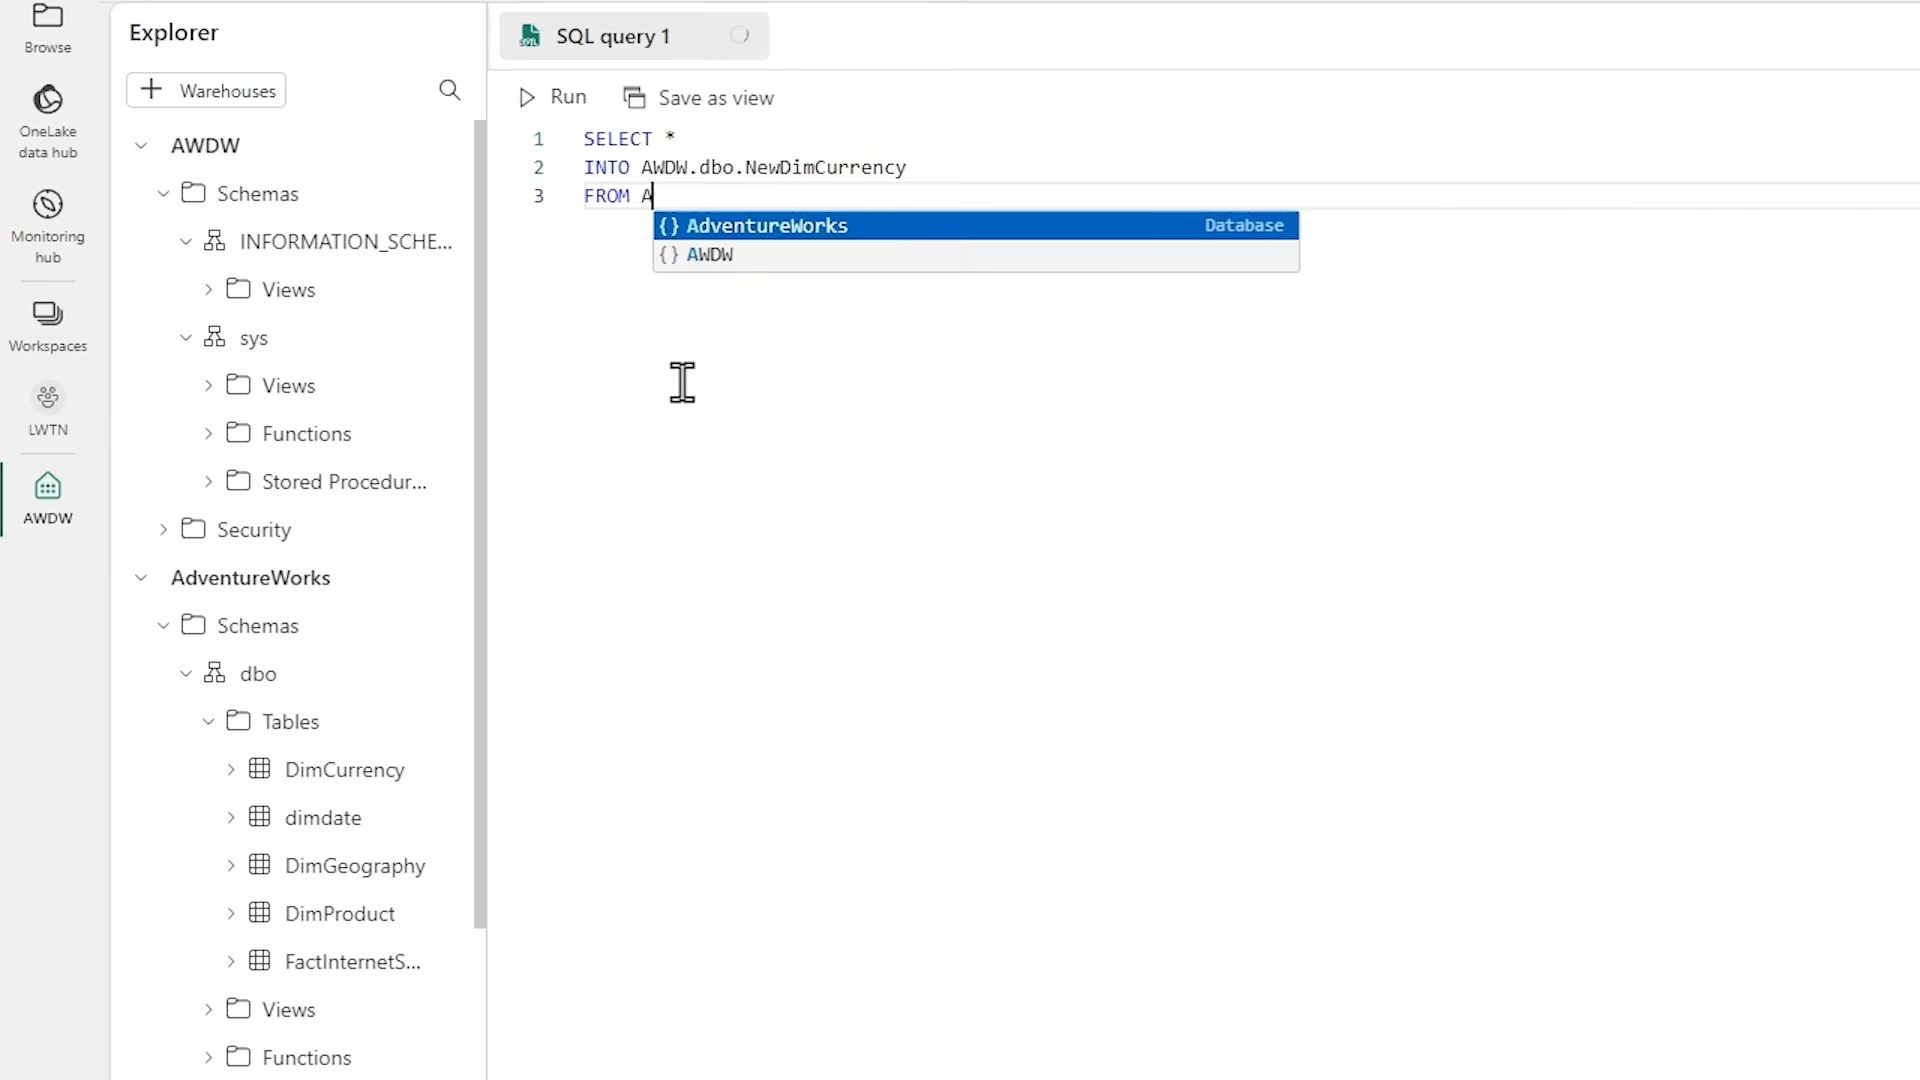 Browse
OneLake
data hub
Monitoring
hub
Workspaces
LWTN
AWDW
Explorer
+ Warehouses
AWDW
Schemas
INFORMATION_SCHE...
Views
sys
Views
Functions
Stored Procedur...
Security
AdventureWorks
Schemas
dbo
Tables
DimCurrency
dimdate
DimGeography
DimProduct
FactInternetS...
Views
Functions
SQL query 1
Run Save as view
1 SELECT *
2 INTO AWDW.dbo.NewDimCurrency
3 FROM A
{} AdventureWorks Database
{} AWDW